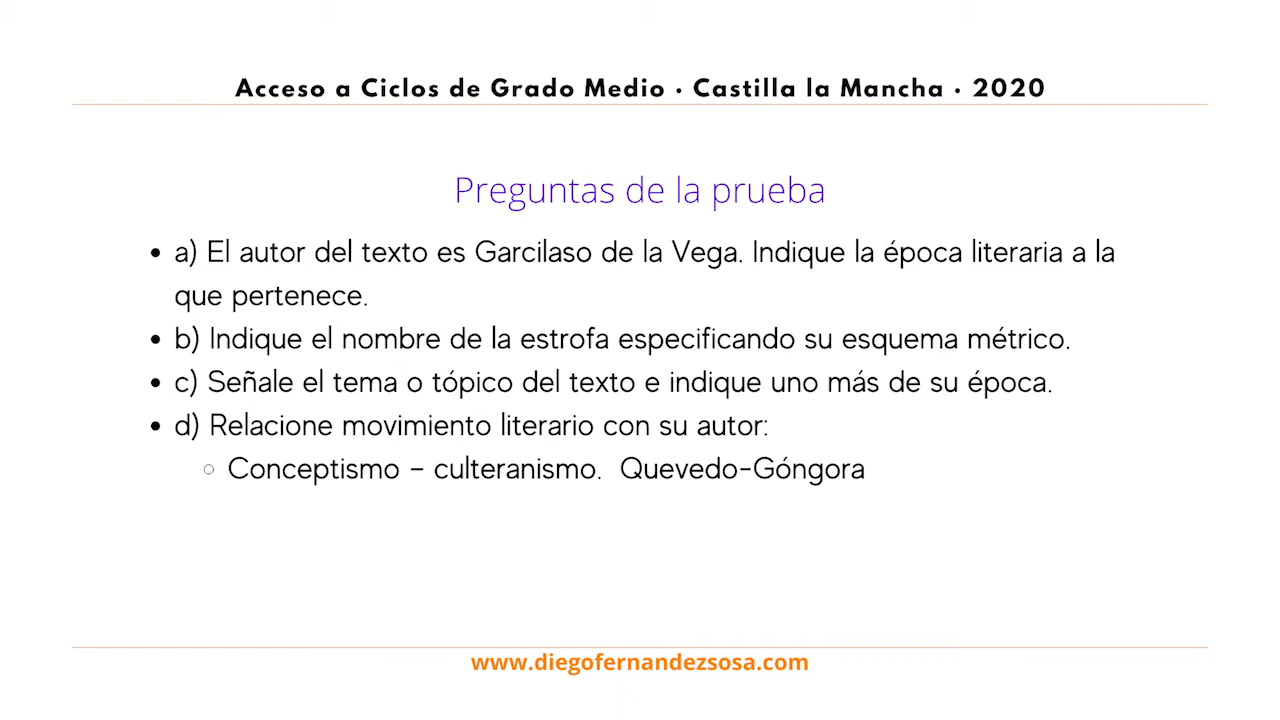 Acceso a Ciclos de Grado Medio · Castilla la Mancha · 2020
Preguntas de la prueba
• a) El autor del texto es Garcilaso de la Vega. Indique la época literaria a la
que pertenece.
• b) Indique el nombre de la estrofa especificando su esquema métrico.
• c) Señale el tema o tópico del texto e indique uno más de su época.
• d) Relacione movimiento literario con su autor:
○ Conceptismo – culteranismo. Quevedo-Góngora
www.diegofernandezsosa.com